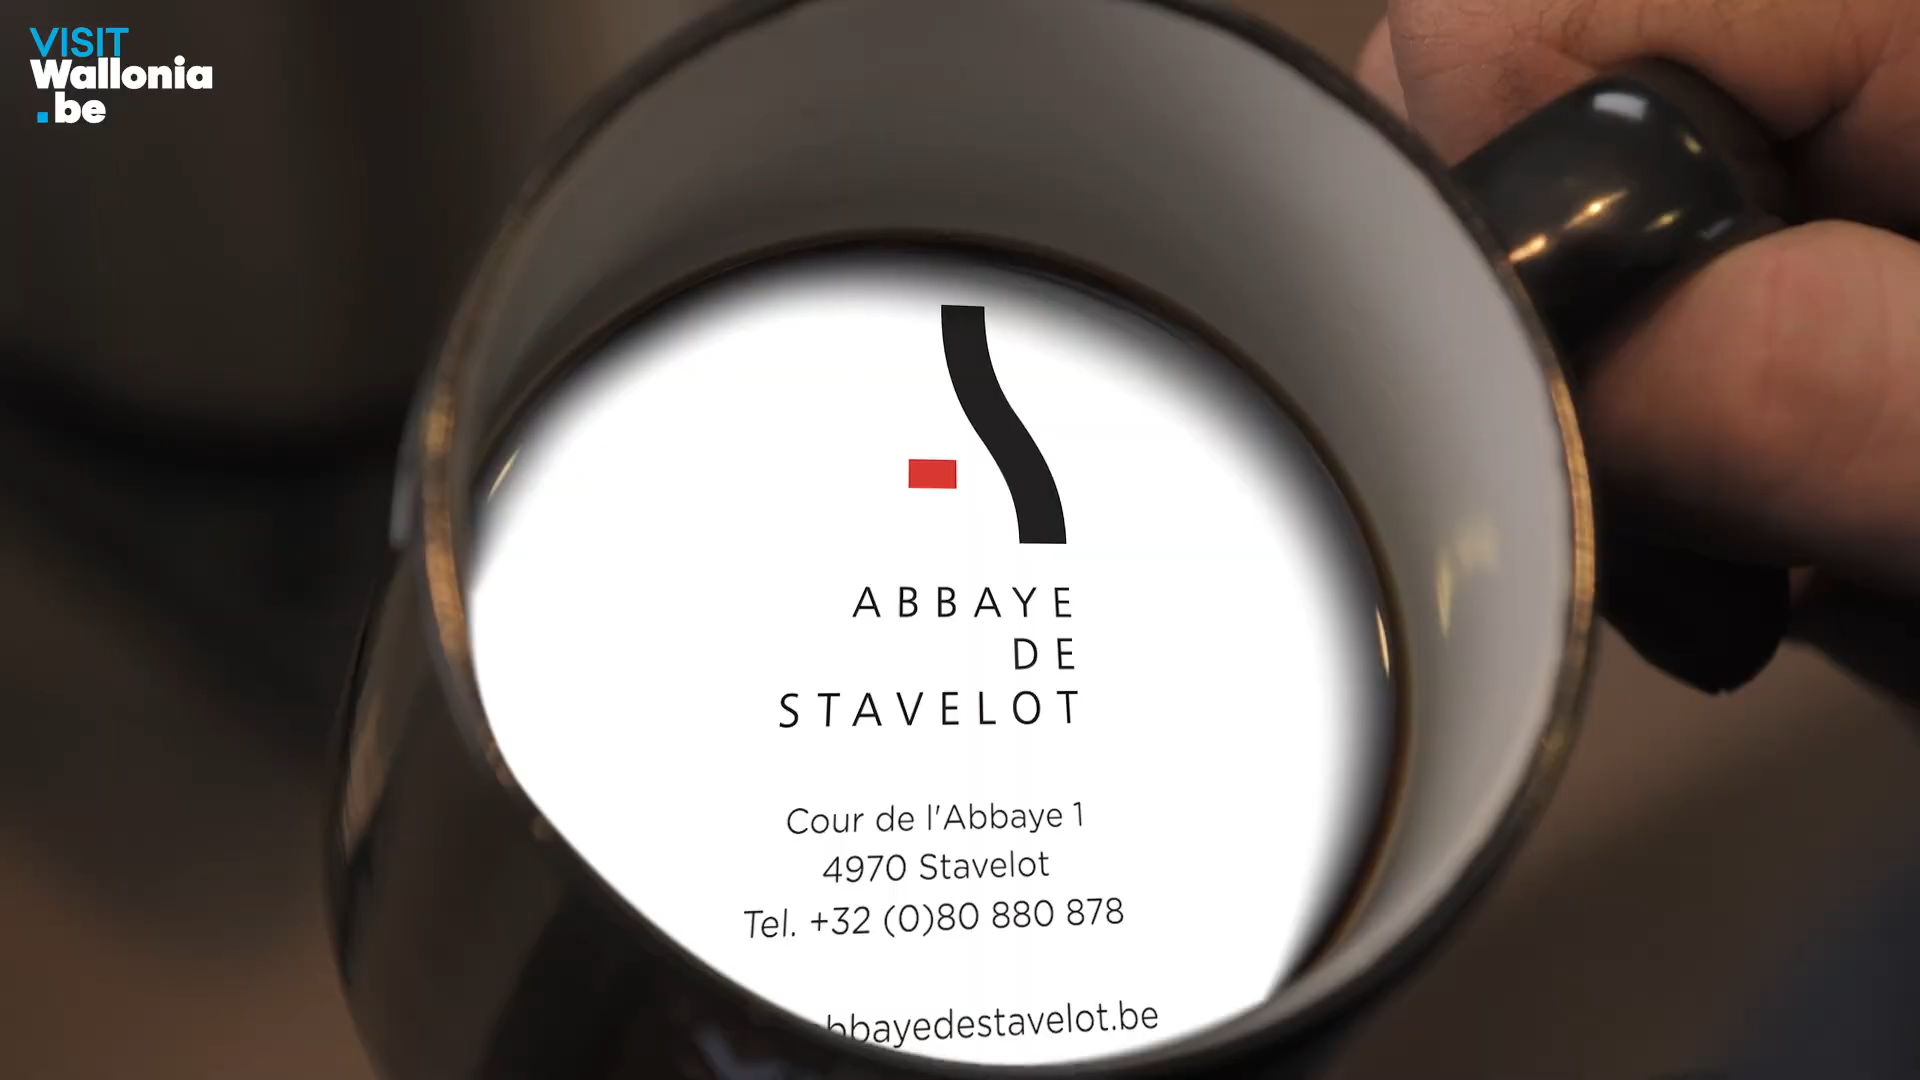 VISIT
Wallonia
.be
ABBAYE
DE
STAVELOT
Cour de l'Abbaye 1
4970 Stavelot
Tel. +32 (0)80 880 878
bbayedestavelot.be